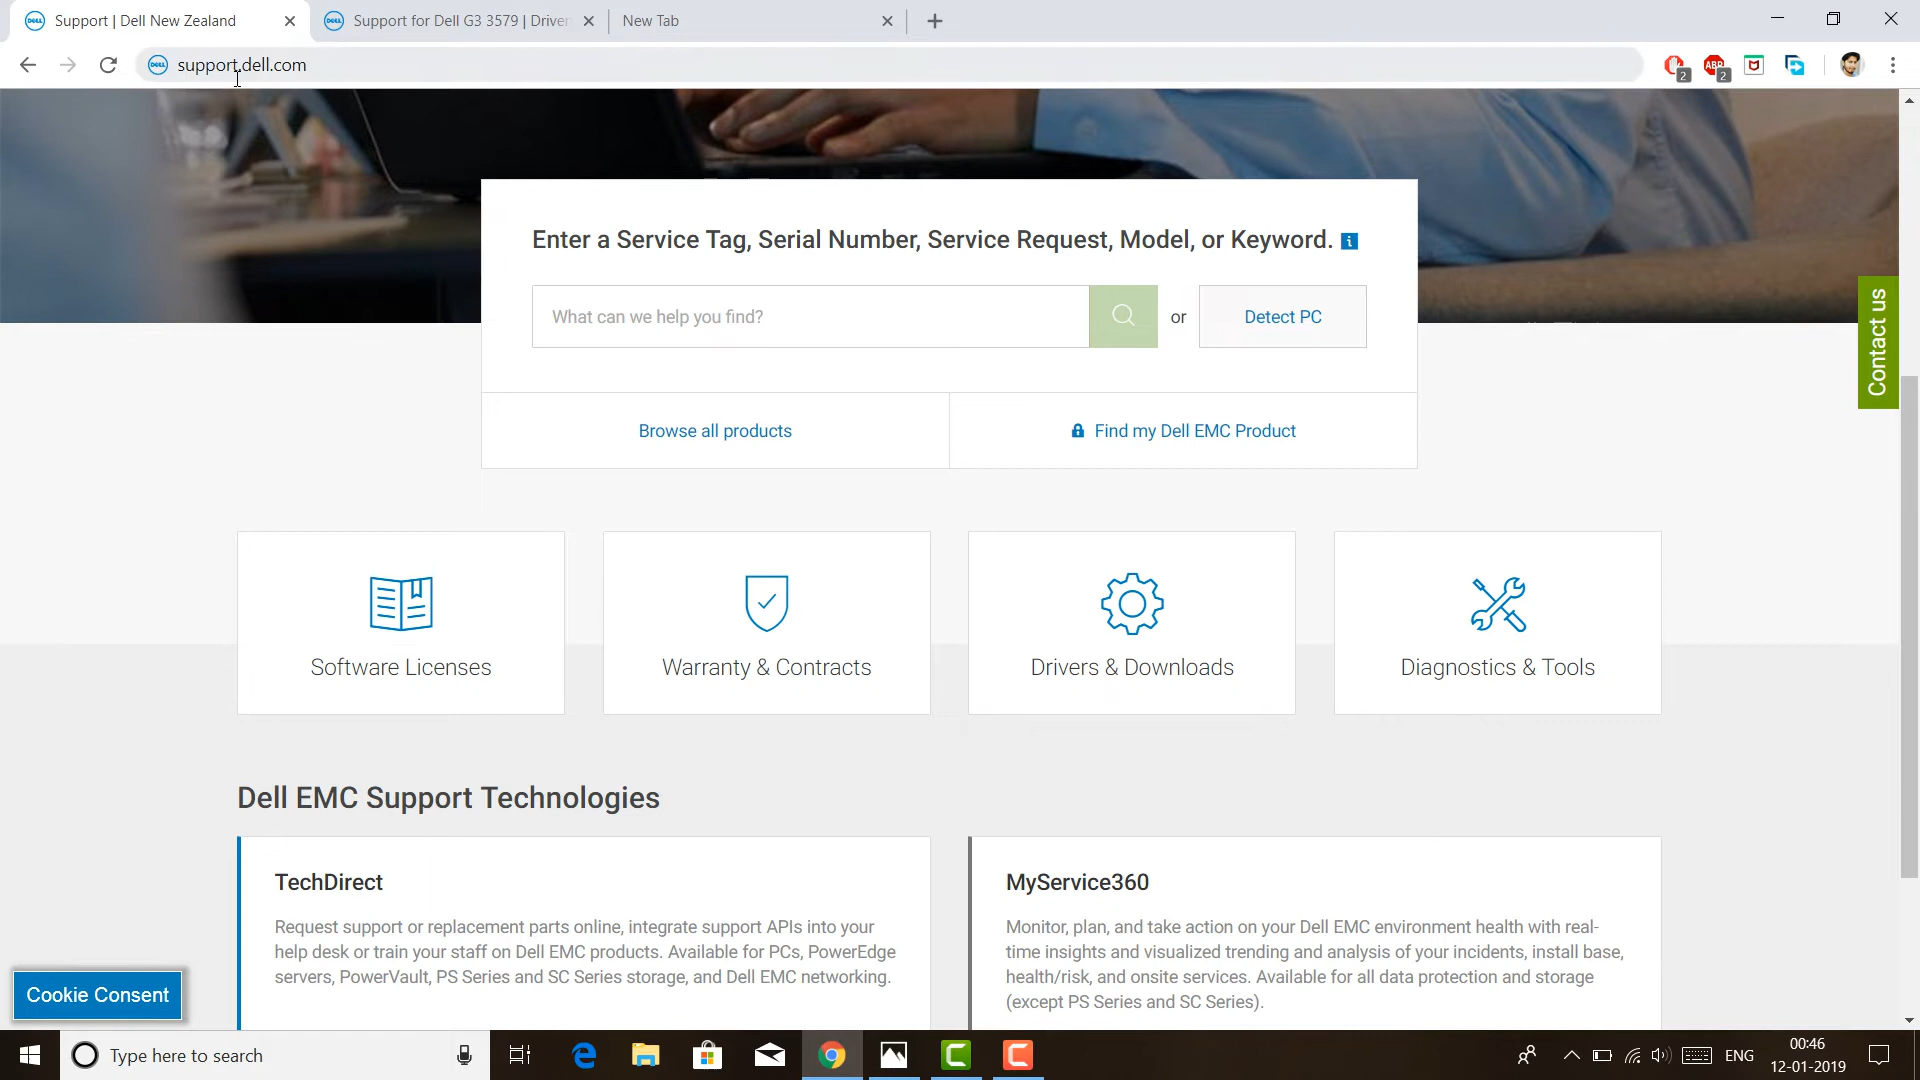 Support | Dell New Zealand
Support for Dell G3 3579 | Driver
New Tab
support.dell.com
2
ABP
2
Enter a Service Tag, Serial Number, Service Request, Model, or Keyword.
What can we help you find?
or
Detect PC
Contact us
Browse all products
Find my Dell EMC Product
Software Licenses
Warranty & Contracts
Drivers & Downloads
Diagnostics & Tools
Dell EMC Support Technologies
TechDirect
Request support or replacement parts online, integrate support APIs into your
help desk or train your staff on Dell EMC products. Available for PCs, PowerEdge
servers, PowerVault, PS Series and SC Series storage, and Dell EMC networking.
MyService360
Monitor, plan, and take action on your Dell EMC environment health with real-
time insights and visualized trending and analysis of your incidents, install base,
health/risk, and onsite services. Available for all data protection and storage
(except PS Series and SC Series).
Cookie Consent
Type here to search
ENG
00:46
12-01-2019